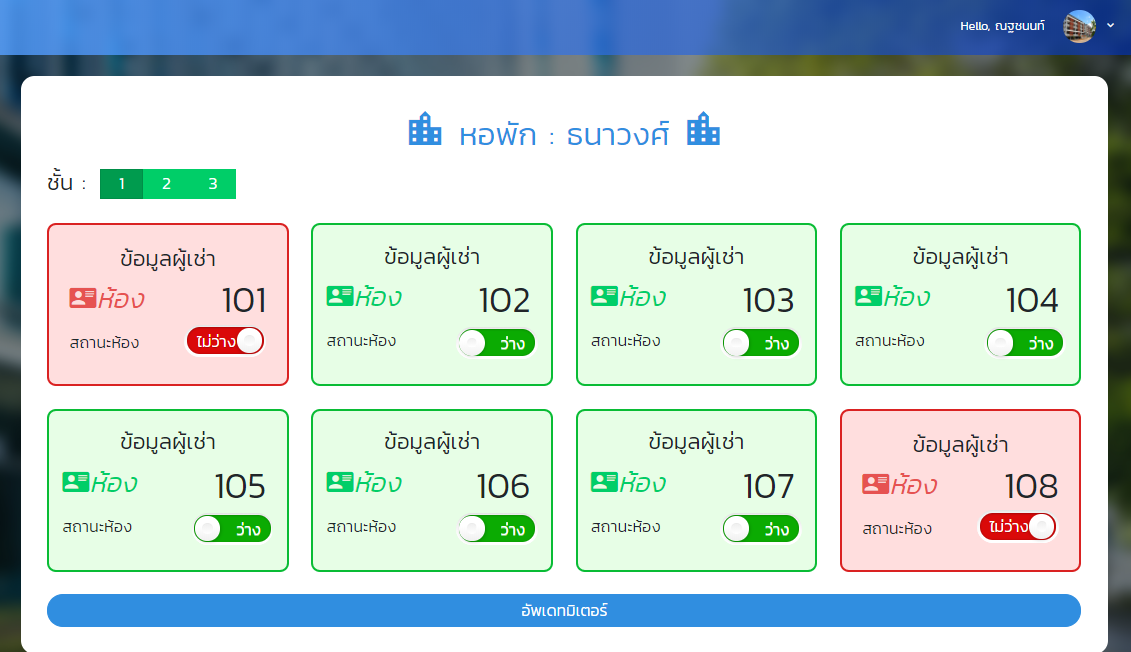 Hello, ณฐชนนท์
หอพัก : ธนาวงศ์
ชั้น : 1 2 3
ข้อมูลผู้เช่า
ห้อง 101
สถานะห้อง ไม่ว่าง
ข้อมูลผู้เช่า
ห้อง 102
สถานะห้อง ว่าง
ข้อมูลผู้เช่า
ห้อง 103
สถานะห้อง ว่าง
ข้อมูลผู้เช่า
ห้อง 104
สถานะห้อง ว่าง
ข้อมูลผู้เช่า
ห้อง 105
สถานะห้อง ว่าง
ข้อมูลผู้เช่า
ห้อง 106
สถานะห้อง ว่าง
ข้อมูลผู้เช่า
ห้อง 107
สถานะห้อง ว่าง
ข้อมูลผู้เช่า
ห้อง 108
สถานะห้อง ไม่ว่าง
อัพเดทมิเตอร์